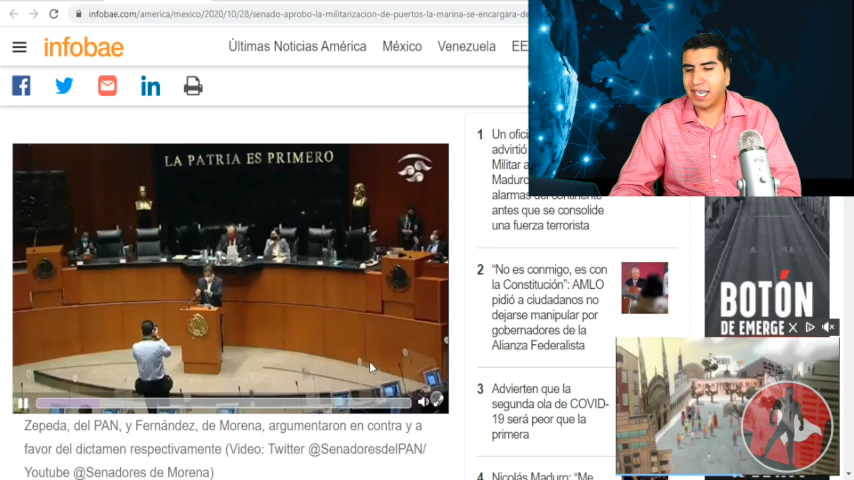 infobae.com/america/mexico/2020/10/28/senado-aprobo-la-militarizacion-de-puertos-la-marina-se-encargara-de
infobae
Últimas Noticias América México Venezuela EE
LA PATRIA ES PRIMERO
Zepeda, del PAN, y Fernández, de Morena, argumentaron en contra y a
favor del dictamen respectivamente (Video: Twitter @SenadoresdelPAN/
Youtube @Senadores de Morena)
1 Un ofici
advirtió
Militar a
Maduro
alarmas del continente
antes que se consolide
una fuerza terrorista
2 “No es conmigo, es con
la Constitución”: AMLO
pidió a ciudadanos no
dejarse manipular por
gobernadores de la
Alianza Federalista
3 Advierten que la
segunda ola de COVID-
19 será peor que la
primera
4 Nicolás Maduro: “Me
BOTÓN
DE EMERGE